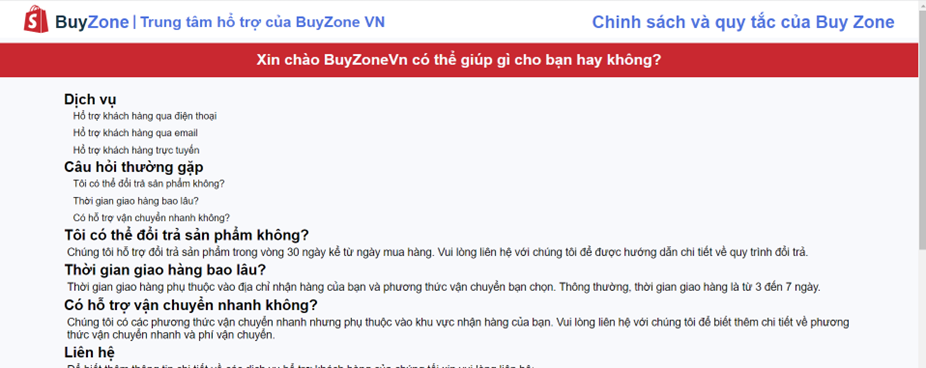 BuyZone | Trung tâm hổ trợ của BuyZone VN
Chinh sách và quy tắc của Buy Zone
Xin chào BuyZoneVn có thể giúp gì cho bạn hay không?
Dịch vụ
Hổ trợ khách hàng qua điện thoại
Hổ trợ khách hàng qua email
Hổ trợ khách hàng trực tuyến
Câu hỏi thường gặp
Tôi có thể đổi trả sản phẩm không?
Thời gian giao hàng bao lâu?
Có hỗ trợ vận chuyển nhanh không?
Tôi có thể đổi trả sản phẩm không?
Chúng tôi hỗ trợ đổi trả sản phẩm trong vòng 30 ngày kể từ ngày mua hàng. Vui lòng liên hệ với chúng tôi để được hướng dẫn chi tiết về quy trình đổi trả.
Thời gian giao hàng bao lâu?
Thời gian giao hàng phụ thuộc vào địa chỉ nhận hàng của bạn và phương thức vận chuyển bạn chọn. Thông thường, thời gian giao hàng là từ 3 đến 7 ngày.
Có hỗ trợ vận chuyển nhanh không?
Chúng tôi có các phương thức vận chuyển nhanh nhưng phụ thuộc vào khu vực nhận hàng của bạn. Vui lòng liên hệ với chúng tôi để biết thêm chi tiết về phương
thức vận chuyển nhanh và phí vận chuyển.
Liên hệ